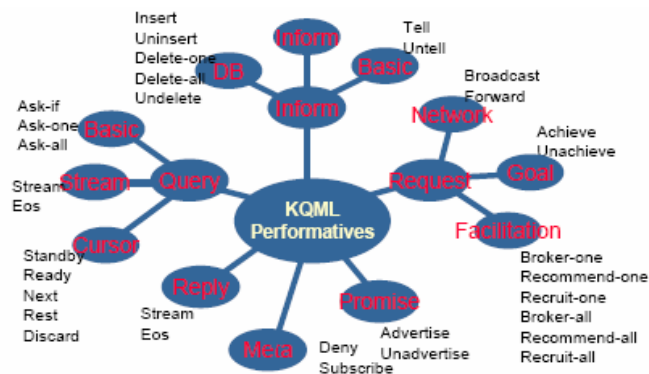 Insert
Uninsert
Delete-one
Delete-all
Undelete
DB
Inform
Basic
Tell
Untell
Inform
Broadcast
Forward
Network
Achieve
Unachieve
Goal
Request
Facilitation
Broker-one
Recommend-one
Recruit-one
Broker-all
Recommend-all
Recruit-all
Ask-if
Ask-one
Ask-all
Basic
Stream
Eos
Stream
Query
Cursor
Standby
Ready
Next
Rest
Discard
KQML
Performatives
Reply
Stream
Eos
Meca
Deny
Subscribe
Promise
Advertise
Unadvertise